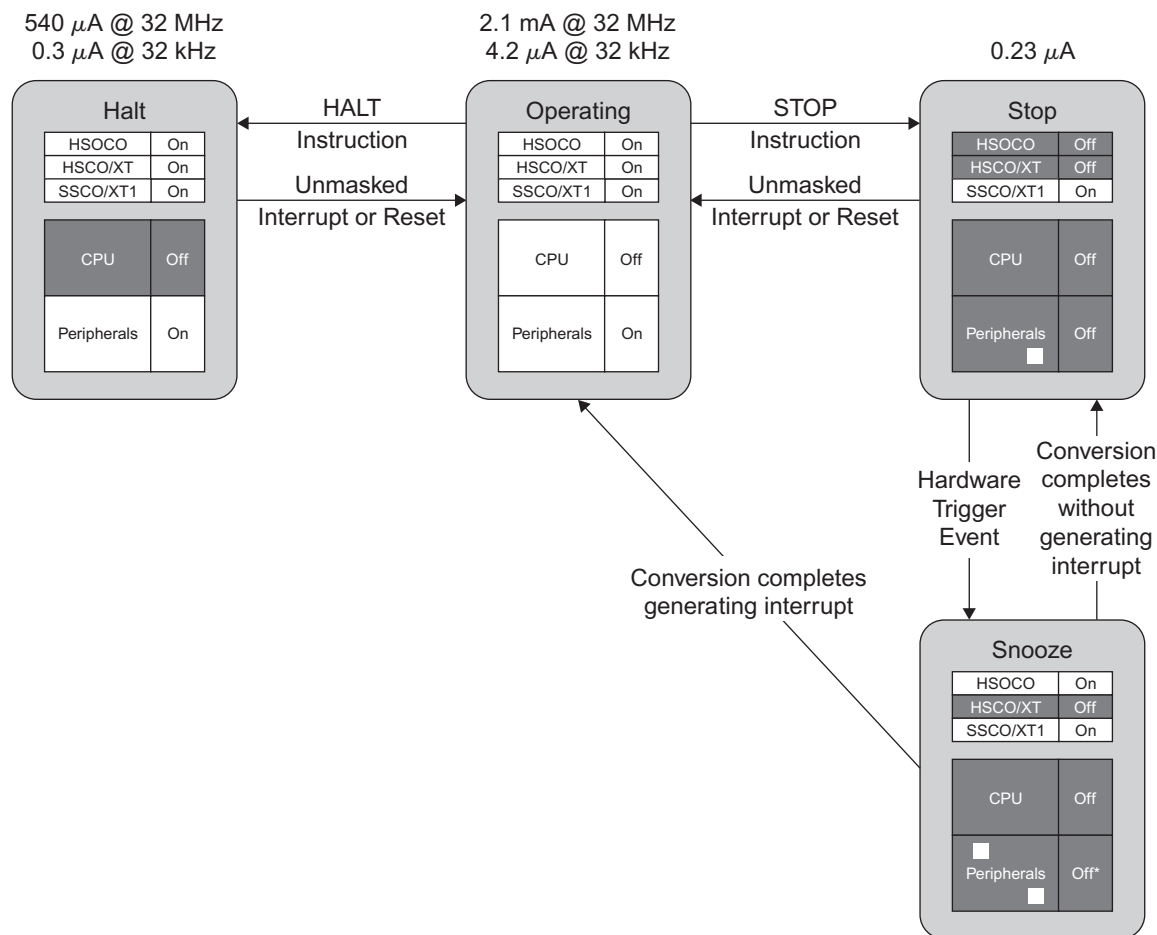 540 μA @ 32 MHz
0.3 μA @ 32 kHz
2.1 mA @ 32 MHz
4.2 μA @ 32 kHz
0.23 μA
Halt
HSOCO On
HSCO/XT On
SSCO/XT1 On
CPU Off
Peripherals On
HALT
Instruction
Unmasked
Interrupt or Reset
Operating
HSOCO On
HSCO/XT On
SSCO/XT1 On
CPU Off
Peripherals On
STOP
Instruction
Unmasked
Interrupt or Reset
Stop
HSOCO Off
HSCO/XT Off
SSCO/XT1 On
CPU Off
Peripherals Off
Hardware
Trigger
Event
Conversion
completes
without
generating
interrupt
Conversion completes
generating interrupt
Snooze
HSOCO On
HSCO/XT Off
SSCO/XT1 On
CPU Off
Peripherals Off*